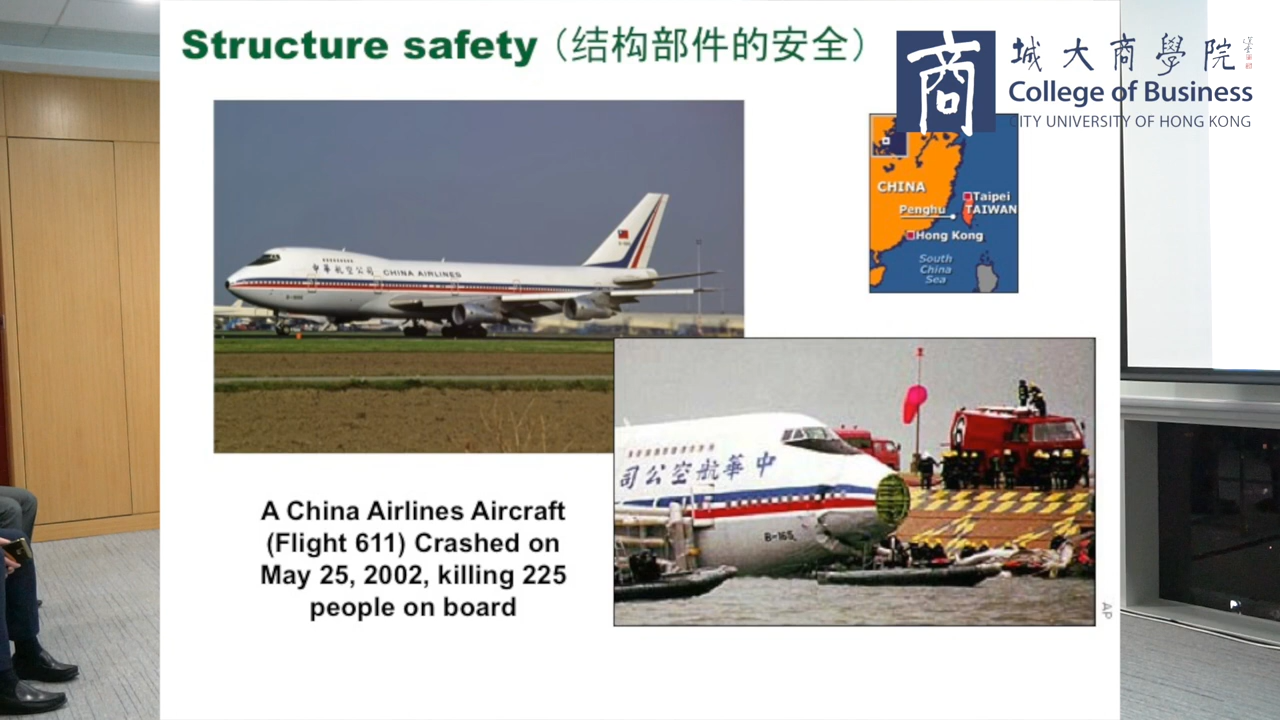 Structure safety (结构部件的安全)
商
城大商學院
College of Business
CITY UNIVERSITY OF HONG KONG
中華航空公司 CHINA AIRLINES
CHINA
Taipei
Penghu
TAIWAN
Hong Kong
South
China
Sea
司公空航華中
B-16
A China Airlines Aircraft
(Flight 611) Crashed on
May 25, 2002, killing 225
people on board
AP